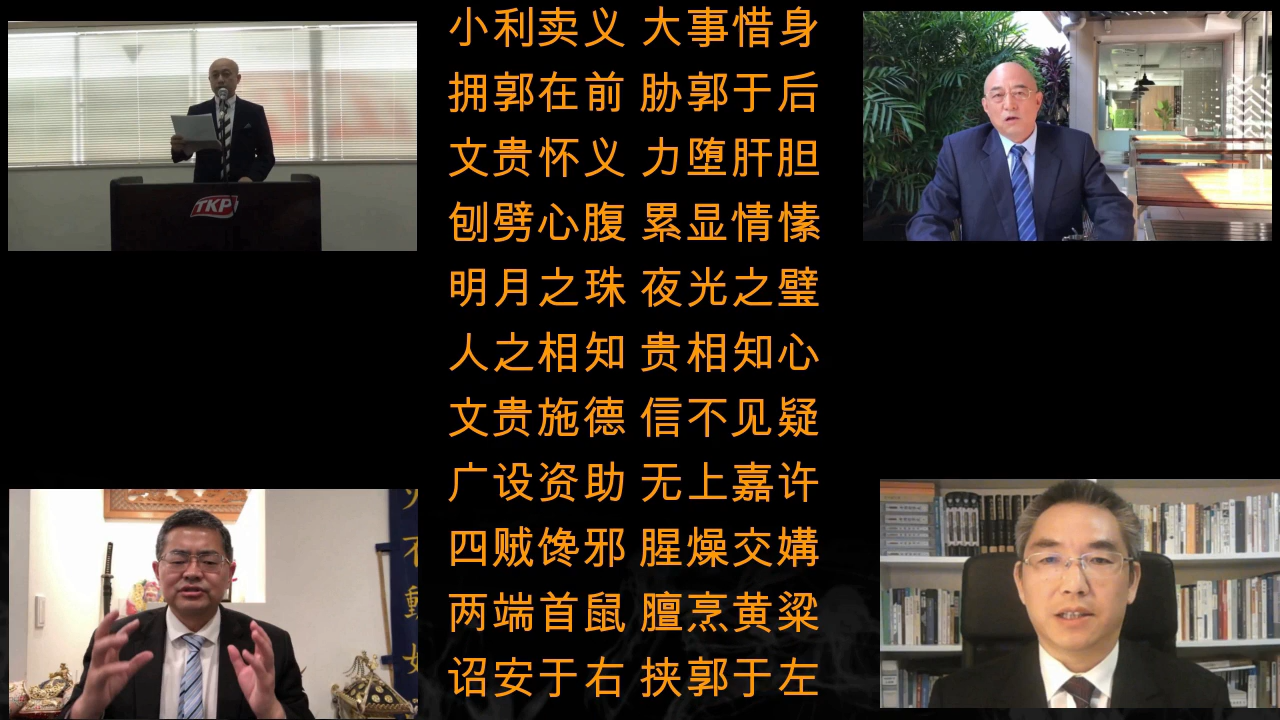 小利卖义 大事惜身
拥郭在前 胁郭于后
文贵怀义 力堕肝胆
刨劈心腹 累显情愫
明月之珠 夜光之璧
人之相知 贵相知心
文贵施德 信不见疑
广设资助 无上嘉许
四贼馋邪 腥燥交媾
两端首鼠 膻烹黄粱
诏安于右 挟郭于左
TKP
不
動